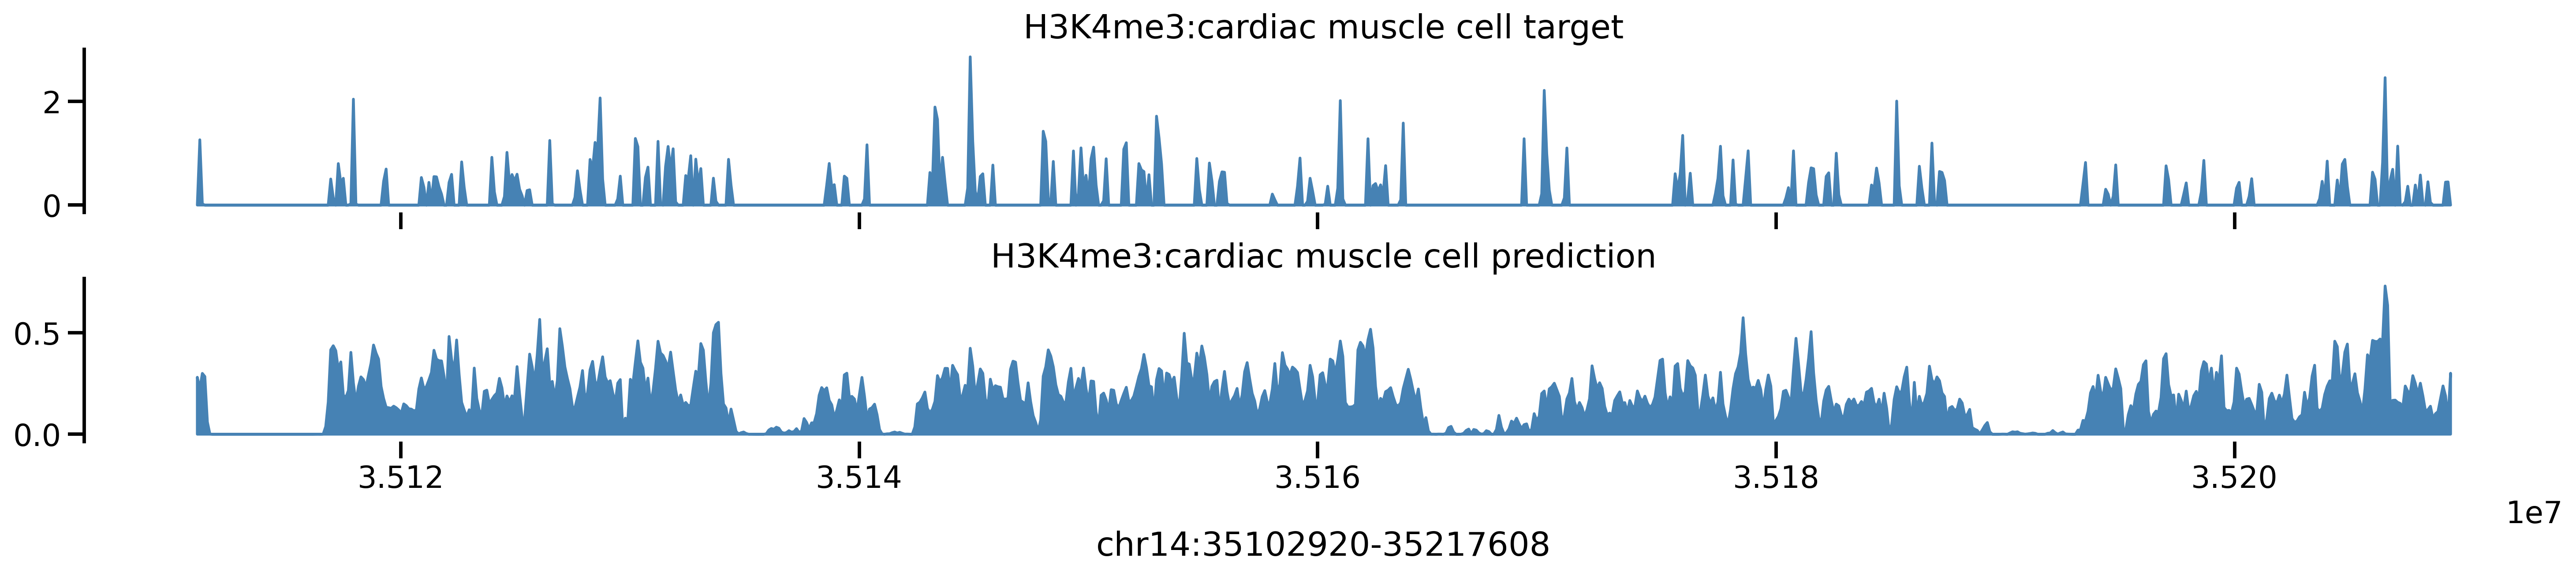 H3K4me3:cardiac muscle cell target
2
0
H3K4me3:cardiac muscle cell prediction
0.5
0.0
3.512 3.514 3.516 3.518 3.520
1e7
chr14:35102920-35217608